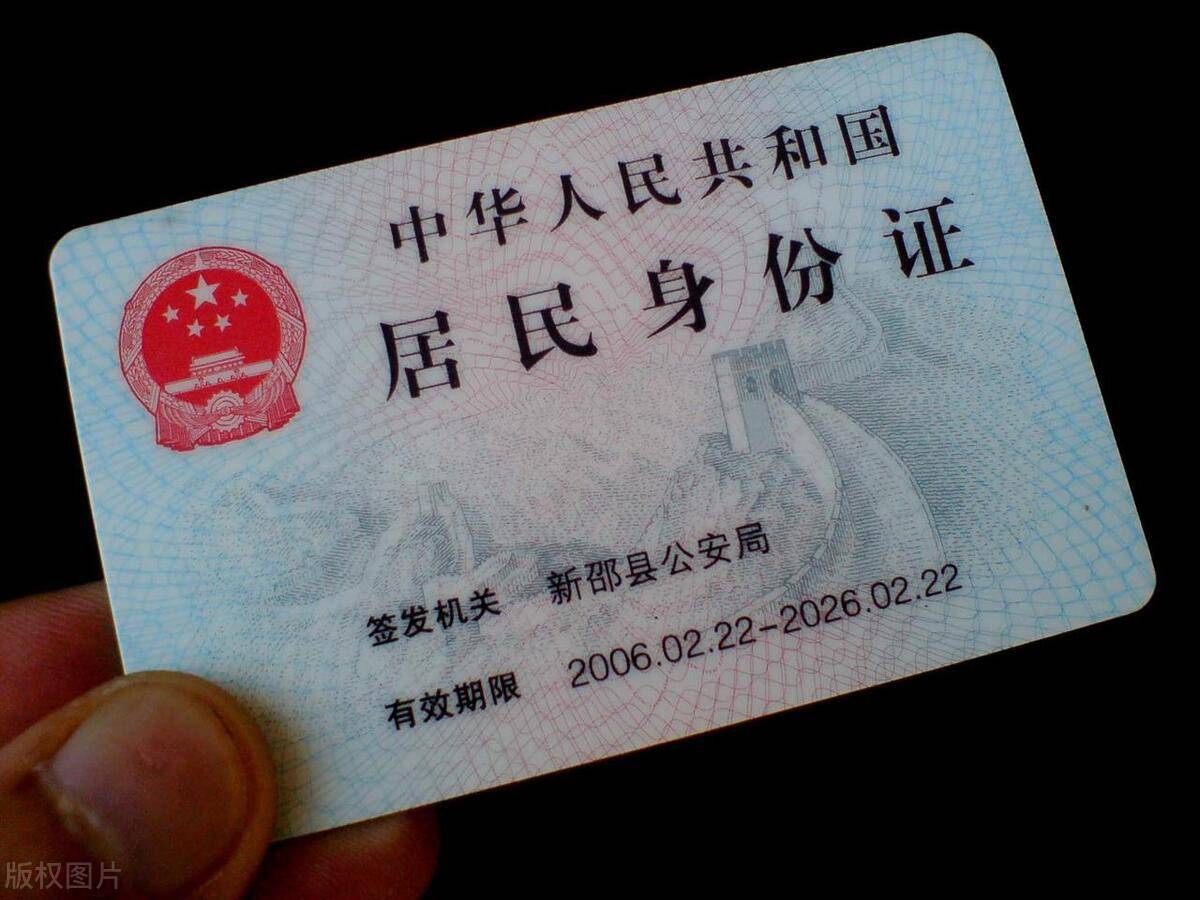 中华人民共和国
居民身份证
签发机关 新邵县公安局
有效期限 2006.02.22-2026.02.22
版权图片